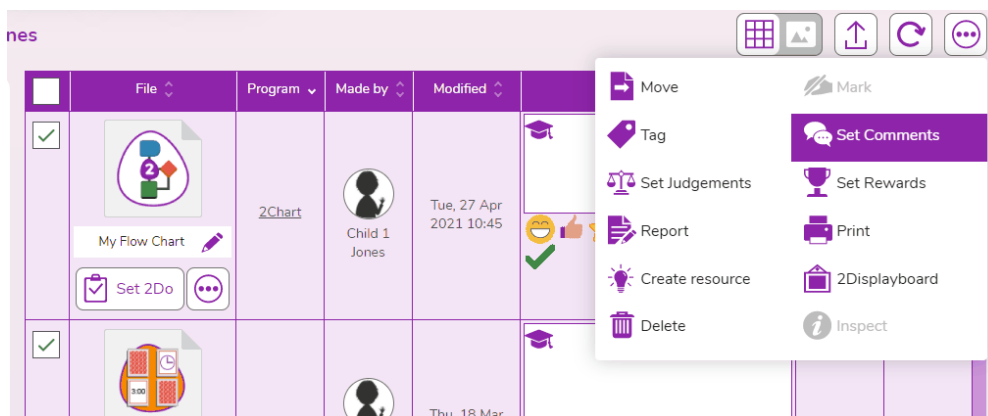 nes
File
Program
Made by
Modified
Move
Mark
Tag
Set Comments
Set Judgements
Set Rewards
Report
Print
Create resource
2Displayboard
Delete
Inspect
2
My Flow Chart
Set 2Do
2Chart
Child 1
Jones
Tue, 27 Apr
2021 10:45
3:00
Thu, 18 Mar